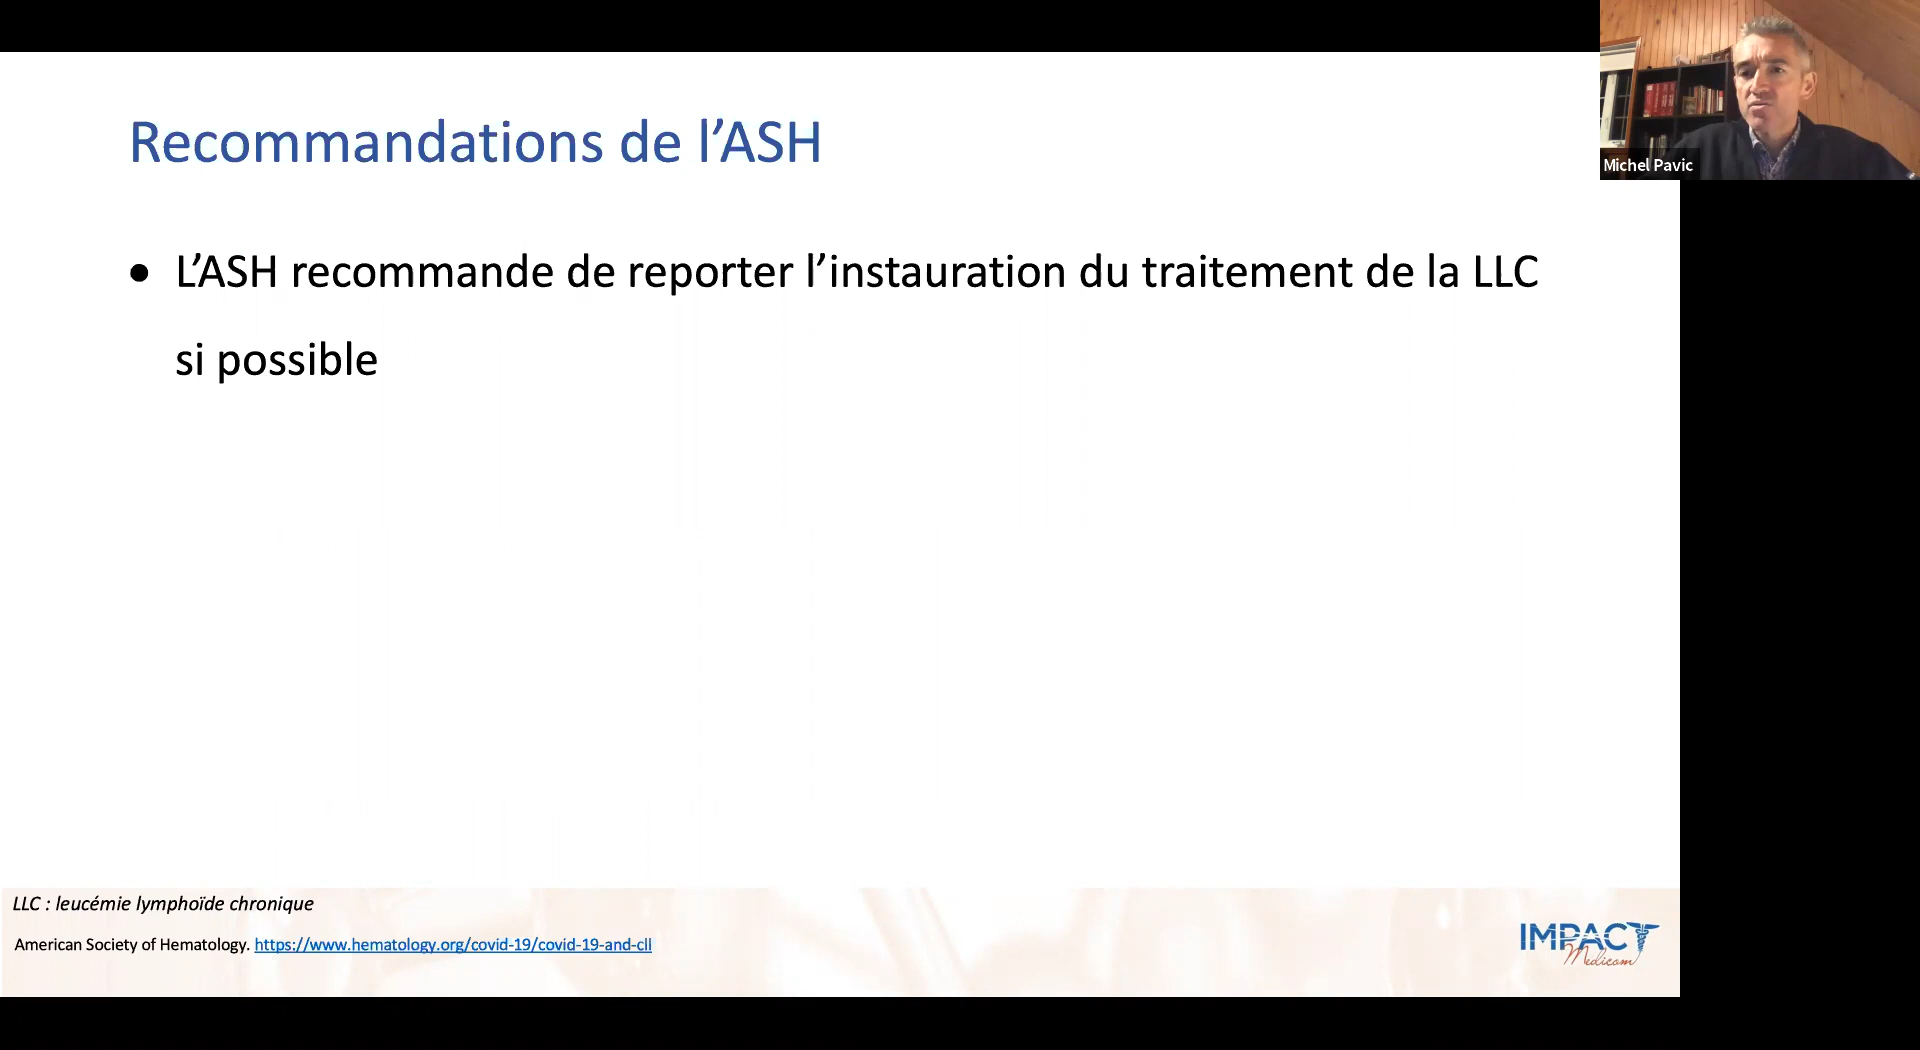 Recommandations de l’ASH
• L’ASH recommande de reporter l’instauration du traitement de la LLC
si possible
LLC : leucémie lymphoïde chronique
American Society of Hematology. https://www.hematology.org/covid-19/covid-19-and-cll
IMPACT
Medicom
Michel Pavic